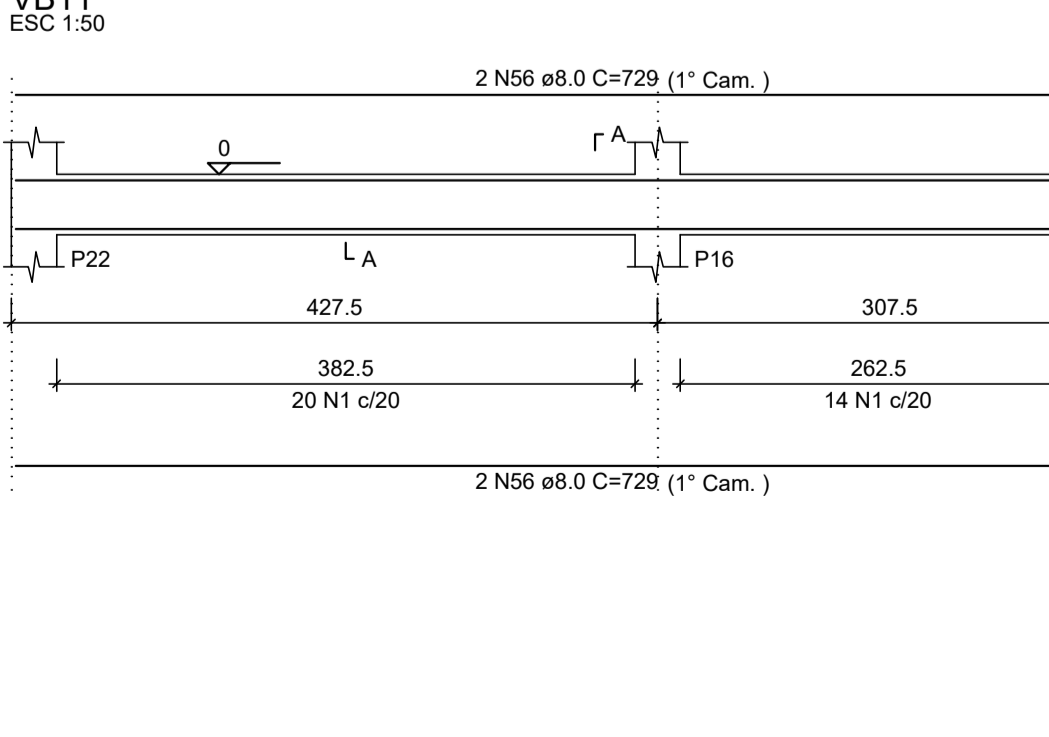 VB11
ESC 1:50
2 N56 ø8.0 C=729 (1° Cam. )
A
0
P22
A
P16
427.5
307.5
382.5
262.5
20 N1 c/20
14 N1 c/20
2 N56 ø8.0 C=729 (1° Cam. )